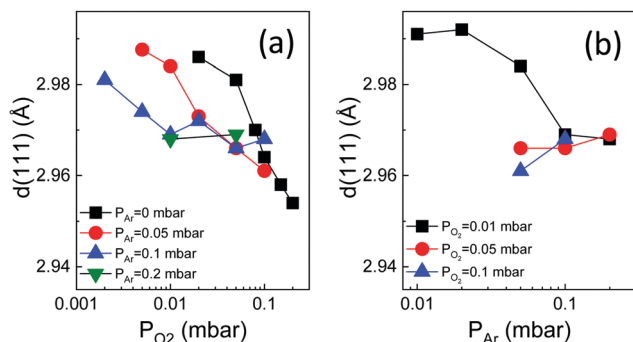 (a)
d(111) (Å)
2.98
2.96
2.94
P_Ar=0 mbar
P_Ar=0.05 mbar
P_Ar=0.1 mbar
P_Ar=0.2 mbar
0.001
0.01
0.1
P_O2 (mbar)
(b)
d(111) (Å)
2.98
2.96
2.94
P_O2=0.01 mbar
P_O2=0.05 mbar
P_O2=0.1 mbar
0.01
0.1
P_Ar (mbar)